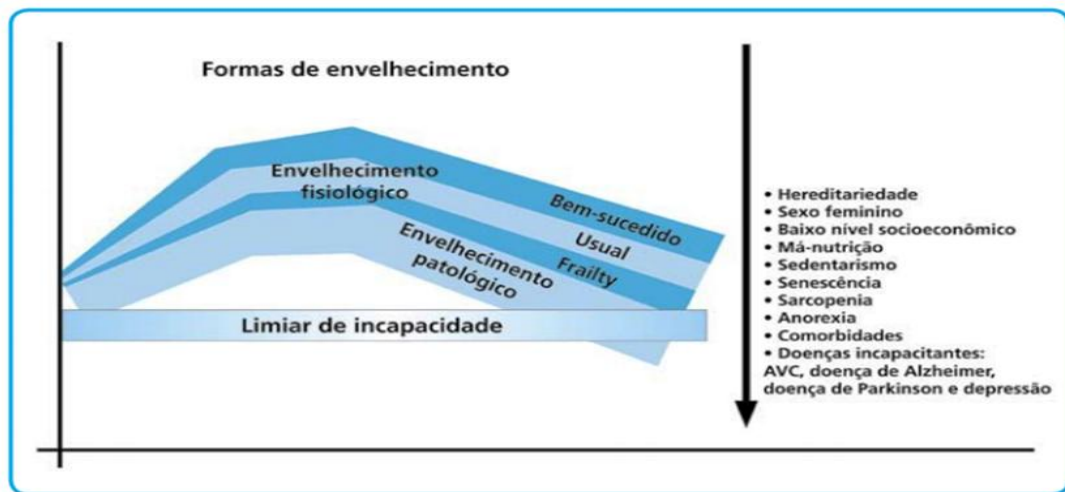 Formas de envelhecimento
Envelhecimento
fisiológico
Bem-sucedido
Usual
Frailty
Envelhecimento
patológico
Limiar de incapacidade
• Hereditariedade
• Sexo feminino
• Baixo nível socioeconômico
• Má-nutrição
• Sedentarismo
• Senescência
• Sarcopenia
• Anorexia
• Comorbidades
• Doenças incapacitantes:
AVC, doença de Alzheimer,
doença de Parkinson e depressão